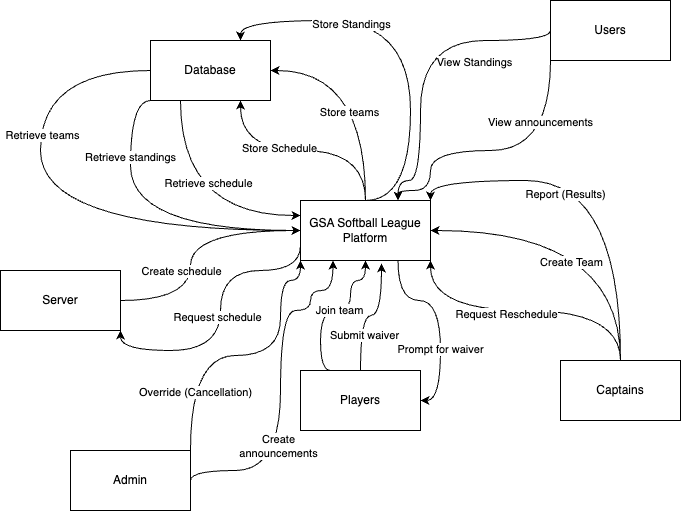 Store Standings
Users
Database
View Standings
Store teams
View announcements
Retrieve teams
Store Schedule
Retrieve standings
Retrieve schedule
Report (Results)
GSA Softball League
Platform
Create Team
Create schedule
Server
Request schedule
Join team
Request Reschedule
Submit waiver
Prompt for waiver
Override (Cancellation)
Players
Captains
Create
announcements
Admin